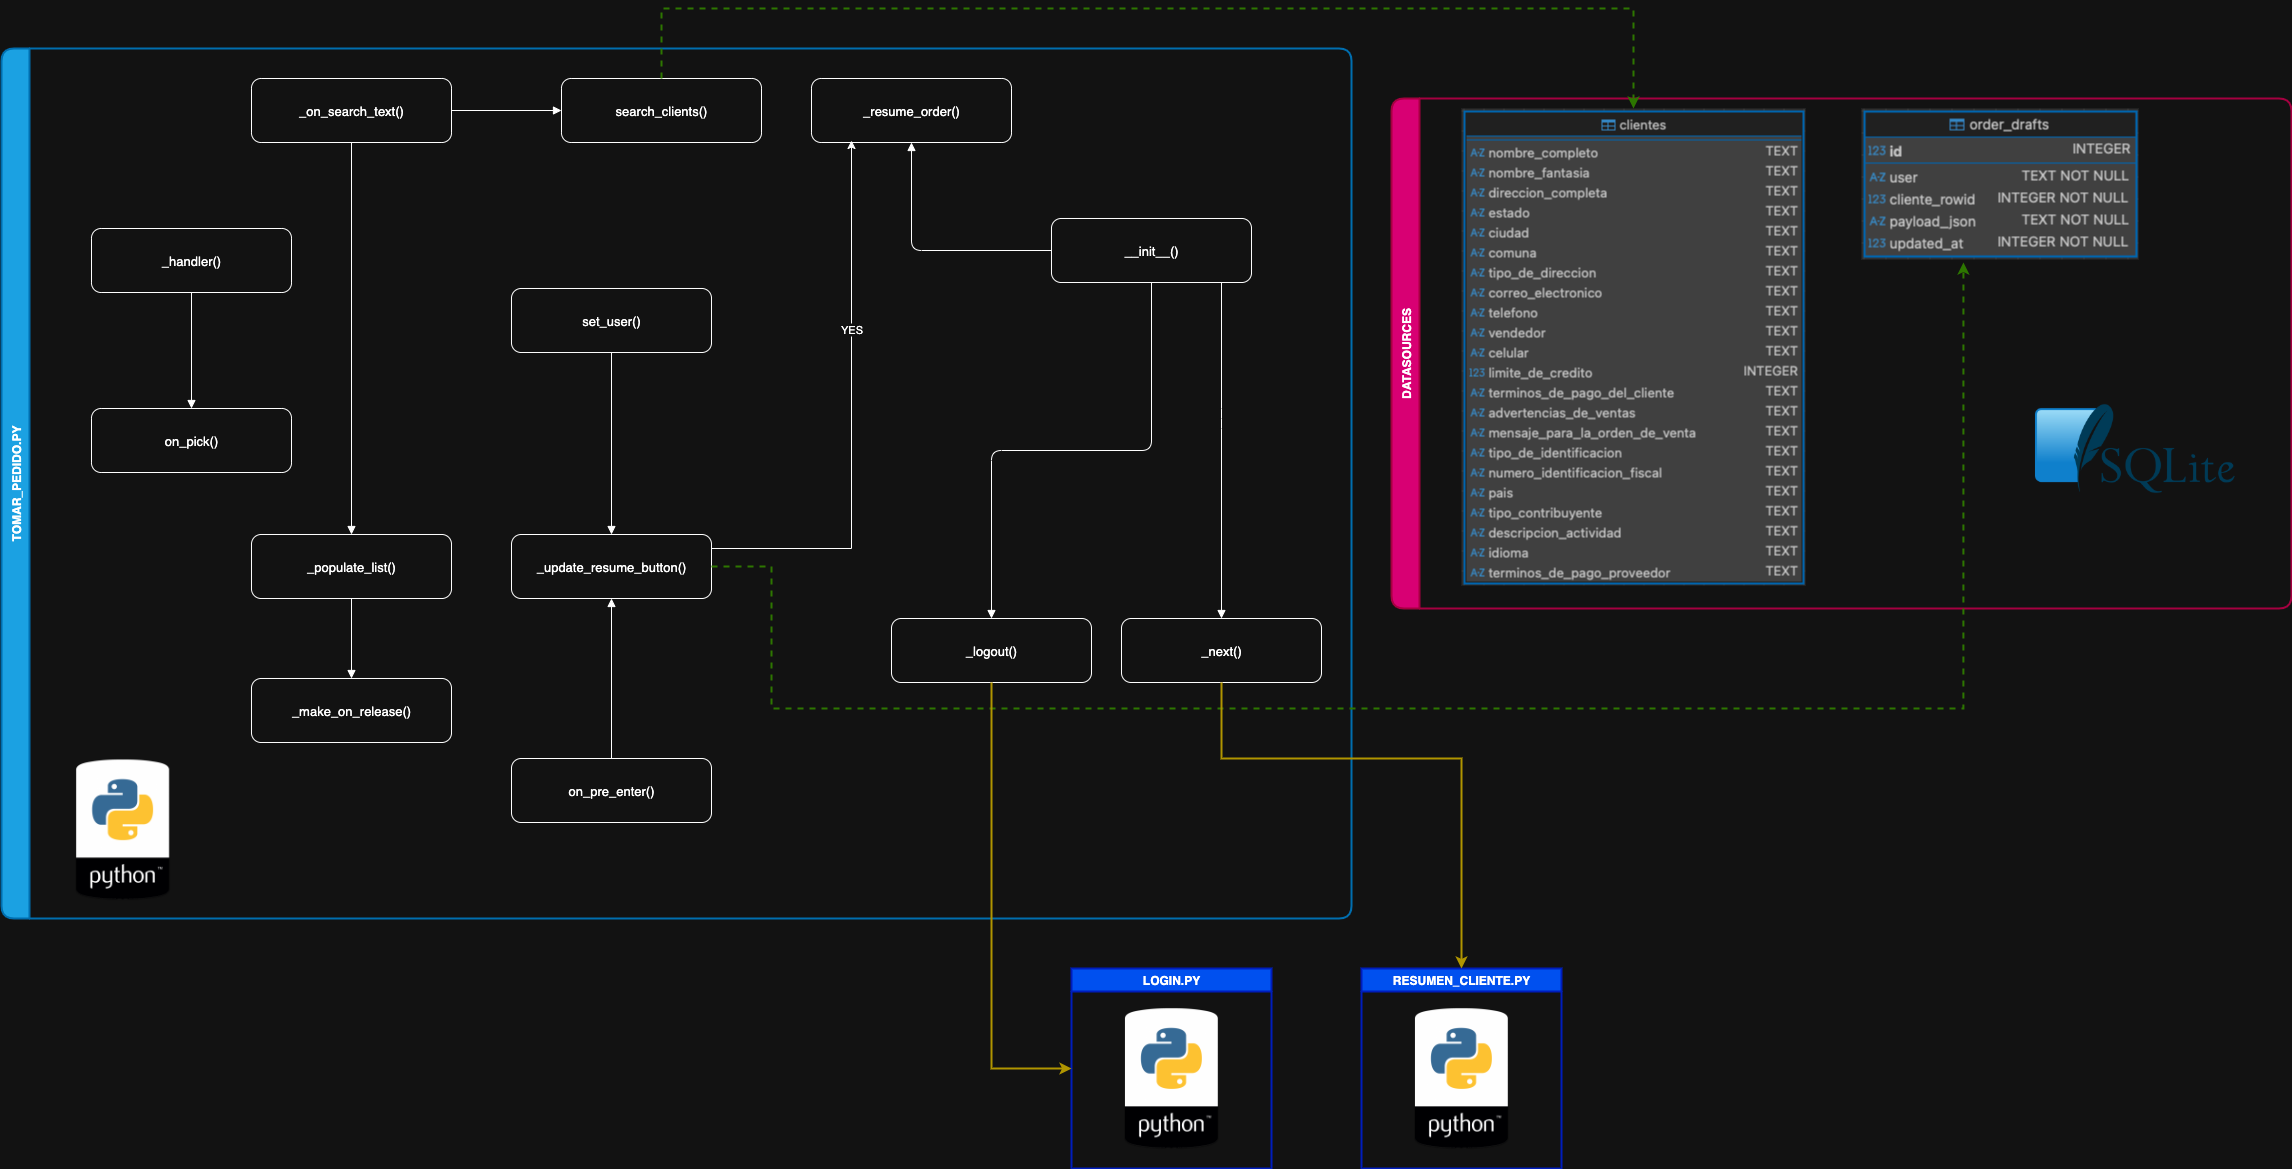 TOMAR_PEDIDO.PY
_on_search_text()
search_clients()
_resume_order()
_handler()
__init__()
set_user()
YES
on_pick()
_populate_list()
_update_resume_button()
_logout()
_next()
_make_on_release()
on_pre_enter()
python™
DATASOURCES
clientes
A-Z nombre_completo TEXT
A-Z nombre_fantasia TEXT
A-Z direccion_completa TEXT
A-Z estado TEXT
A-Z ciudad TEXT
A-Z comuna TEXT
A-Z tipo_de_direccion TEXT
A-Z correo_electronico TEXT
A-Z telefono TEXT
A-Z vendedor TEXT
A-Z celular TEXT
123 limite_de_credito INTEGER
A-Z terminos_de_pago_del_cliente TEXT
A-Z advertencias_de_ventas TEXT
A-Z mensaje_para_la_orden_de_venta TEXT
A-Z tipo_de_identificacion TEXT
A-Z numero_identificacion_fiscal TEXT
A-Z pais TEXT
A-Z tipo_contribuyente TEXT
A-Z descripcion_actividad TEXT
A-Z idioma TEXT
A-Z terminos_de_pago_proveedor TEXT
order_drafts
123 id INTEGER
A-Z user TEXT NOT NULL
123 cliente_rowid INTEGER NOT NULL
A-Z payload_json TEXT NOT NULL
123 updated_at INTEGER NOT NULL
SQLite
LOGIN.PY
python™
RESUMEN_CLIENTE.PY
python™